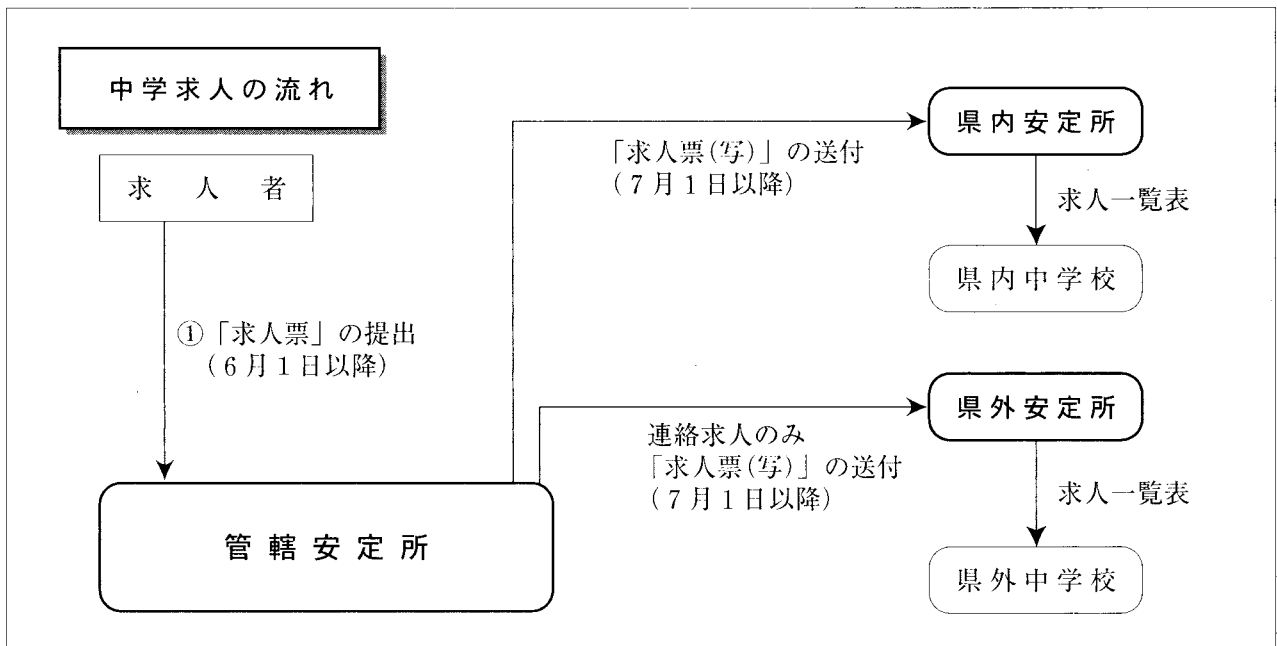 中学求人の流れ
求人者
①「求人票」の提出
(6月1日以降)
管轄安定所
「求人票(写)」の送付
(7月1日以降)
県内安定所
求人一覧表
県内中学校
連絡求人のみ
「求人票(写)」の送付
(7月1日以降)
県外安定所
求人一覧表
県外中学校